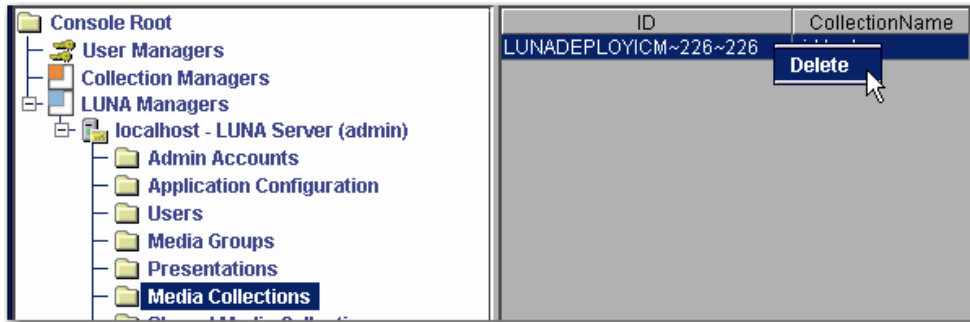 Console Root
User Managers
Collection Managers
LUNA Managers
localhost - LUNA Server (admin)
Admin Accounts
Application Configuration
Users
Media Groups
Presentations
Media Collections
ID CollectionName
LUNADEPLOYICM~226~226
Delete